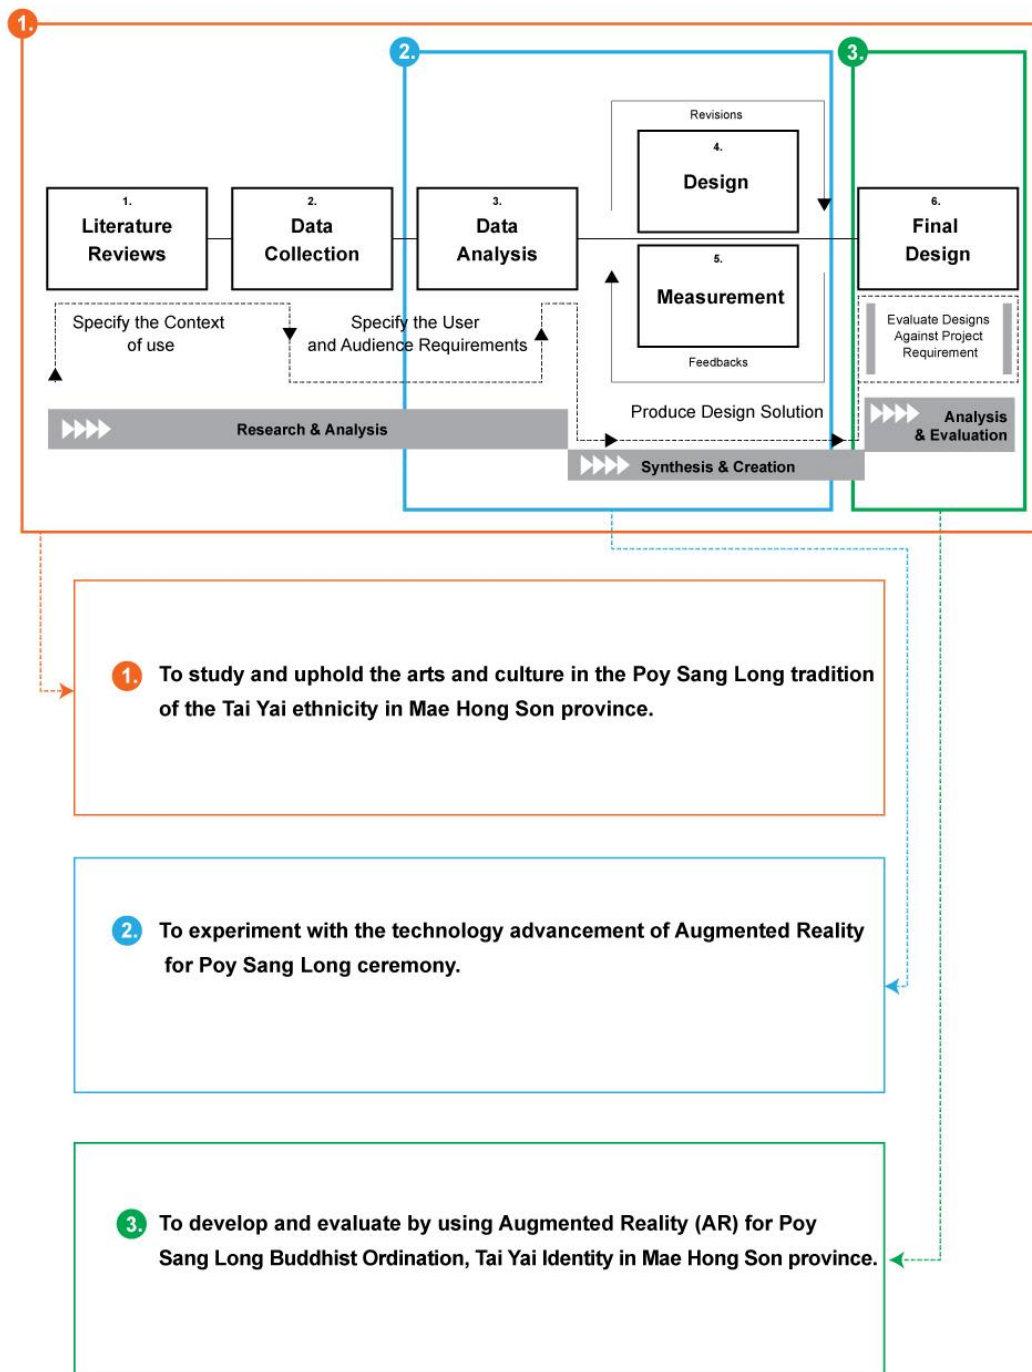 1.
2.
3.
Revisions
4.
Design
1.
Literature
Reviews
2.
Data
Collection
3.
Data
Analysis
6.
Final
Design
5.
Measurement
Specify the Context
of use
Specify the User
and Audience Requirements
Evaluate Designs
Against Project
Requirement
Feedbacks
Produce Design Solution
Research & Analysis
Analysis
& Evaluation
Synthesis & Creation
1. To study and uphold the arts and culture in the Poy Sang Long tradition
of the Tai Yai ethnicity in Mae Hong Son province.
2. To experiment with the technology advancement of Augmented Reality
for Poy Sang Long ceremony.
3. To develop and evaluate by using Augmented Reality (AR) for Poy
Sang Long Buddhist Ordination, Tai Yai Identity in Mae Hong Son province.